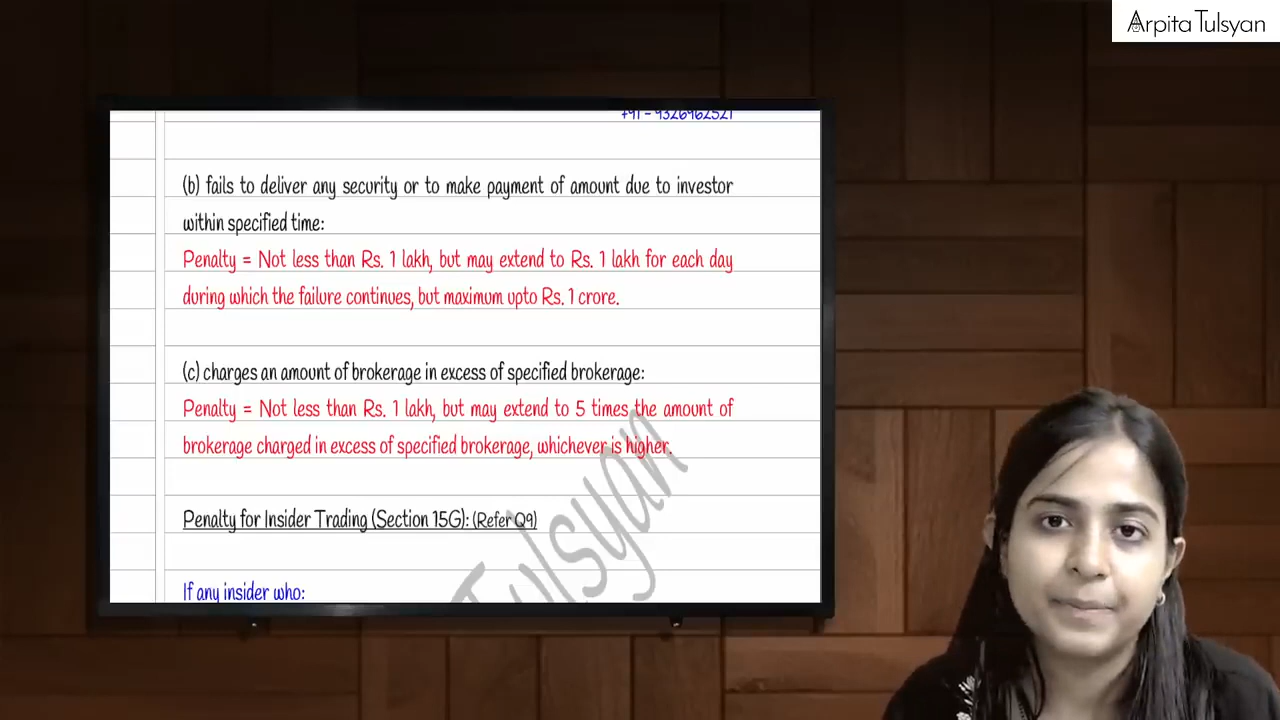 Arpita Tulsyan
+91 - 9326962521
(b) fails to deliver any security or to make payment of amount due to investor
within specified time:
Penalty = Not less than Rs. 1 lakh, but may extend to Rs. 1 lakh for each day
during which the failure continues, but maximum upto Rs. 1 crore.
(c) charges an amount of brokerage in excess of specified brokerage:
Penalty = Not less than Rs. 1 lakh, but may extend to 5 times the amount of
brokerage charged in excess of specified brokerage, whichever is higher.
Tulsyan
Penalty for Insider Trading (Section 15G): (Refer Q9)
If any insider who: